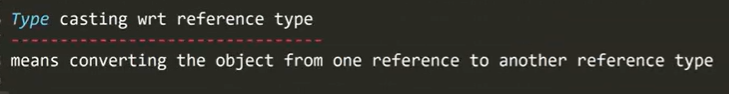 Type casting wrt reference type
-------------------------------
means converting the object from one reference to another reference type